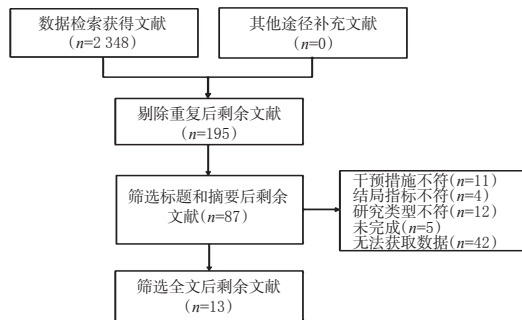 数据检索获得文献
(n=2 348)
其他途径补充文献
(n=0)
剔除重复后剩余文献
(n=195)
筛选标题和摘要后剩余
文献(n=87)
干预措施不符(n=11)
结局指标不符(n=4)
研究类型不符(n=12)
未完成(n=5)
无法获取数据(n=42)
筛选全文后剩余文献
(n=13)